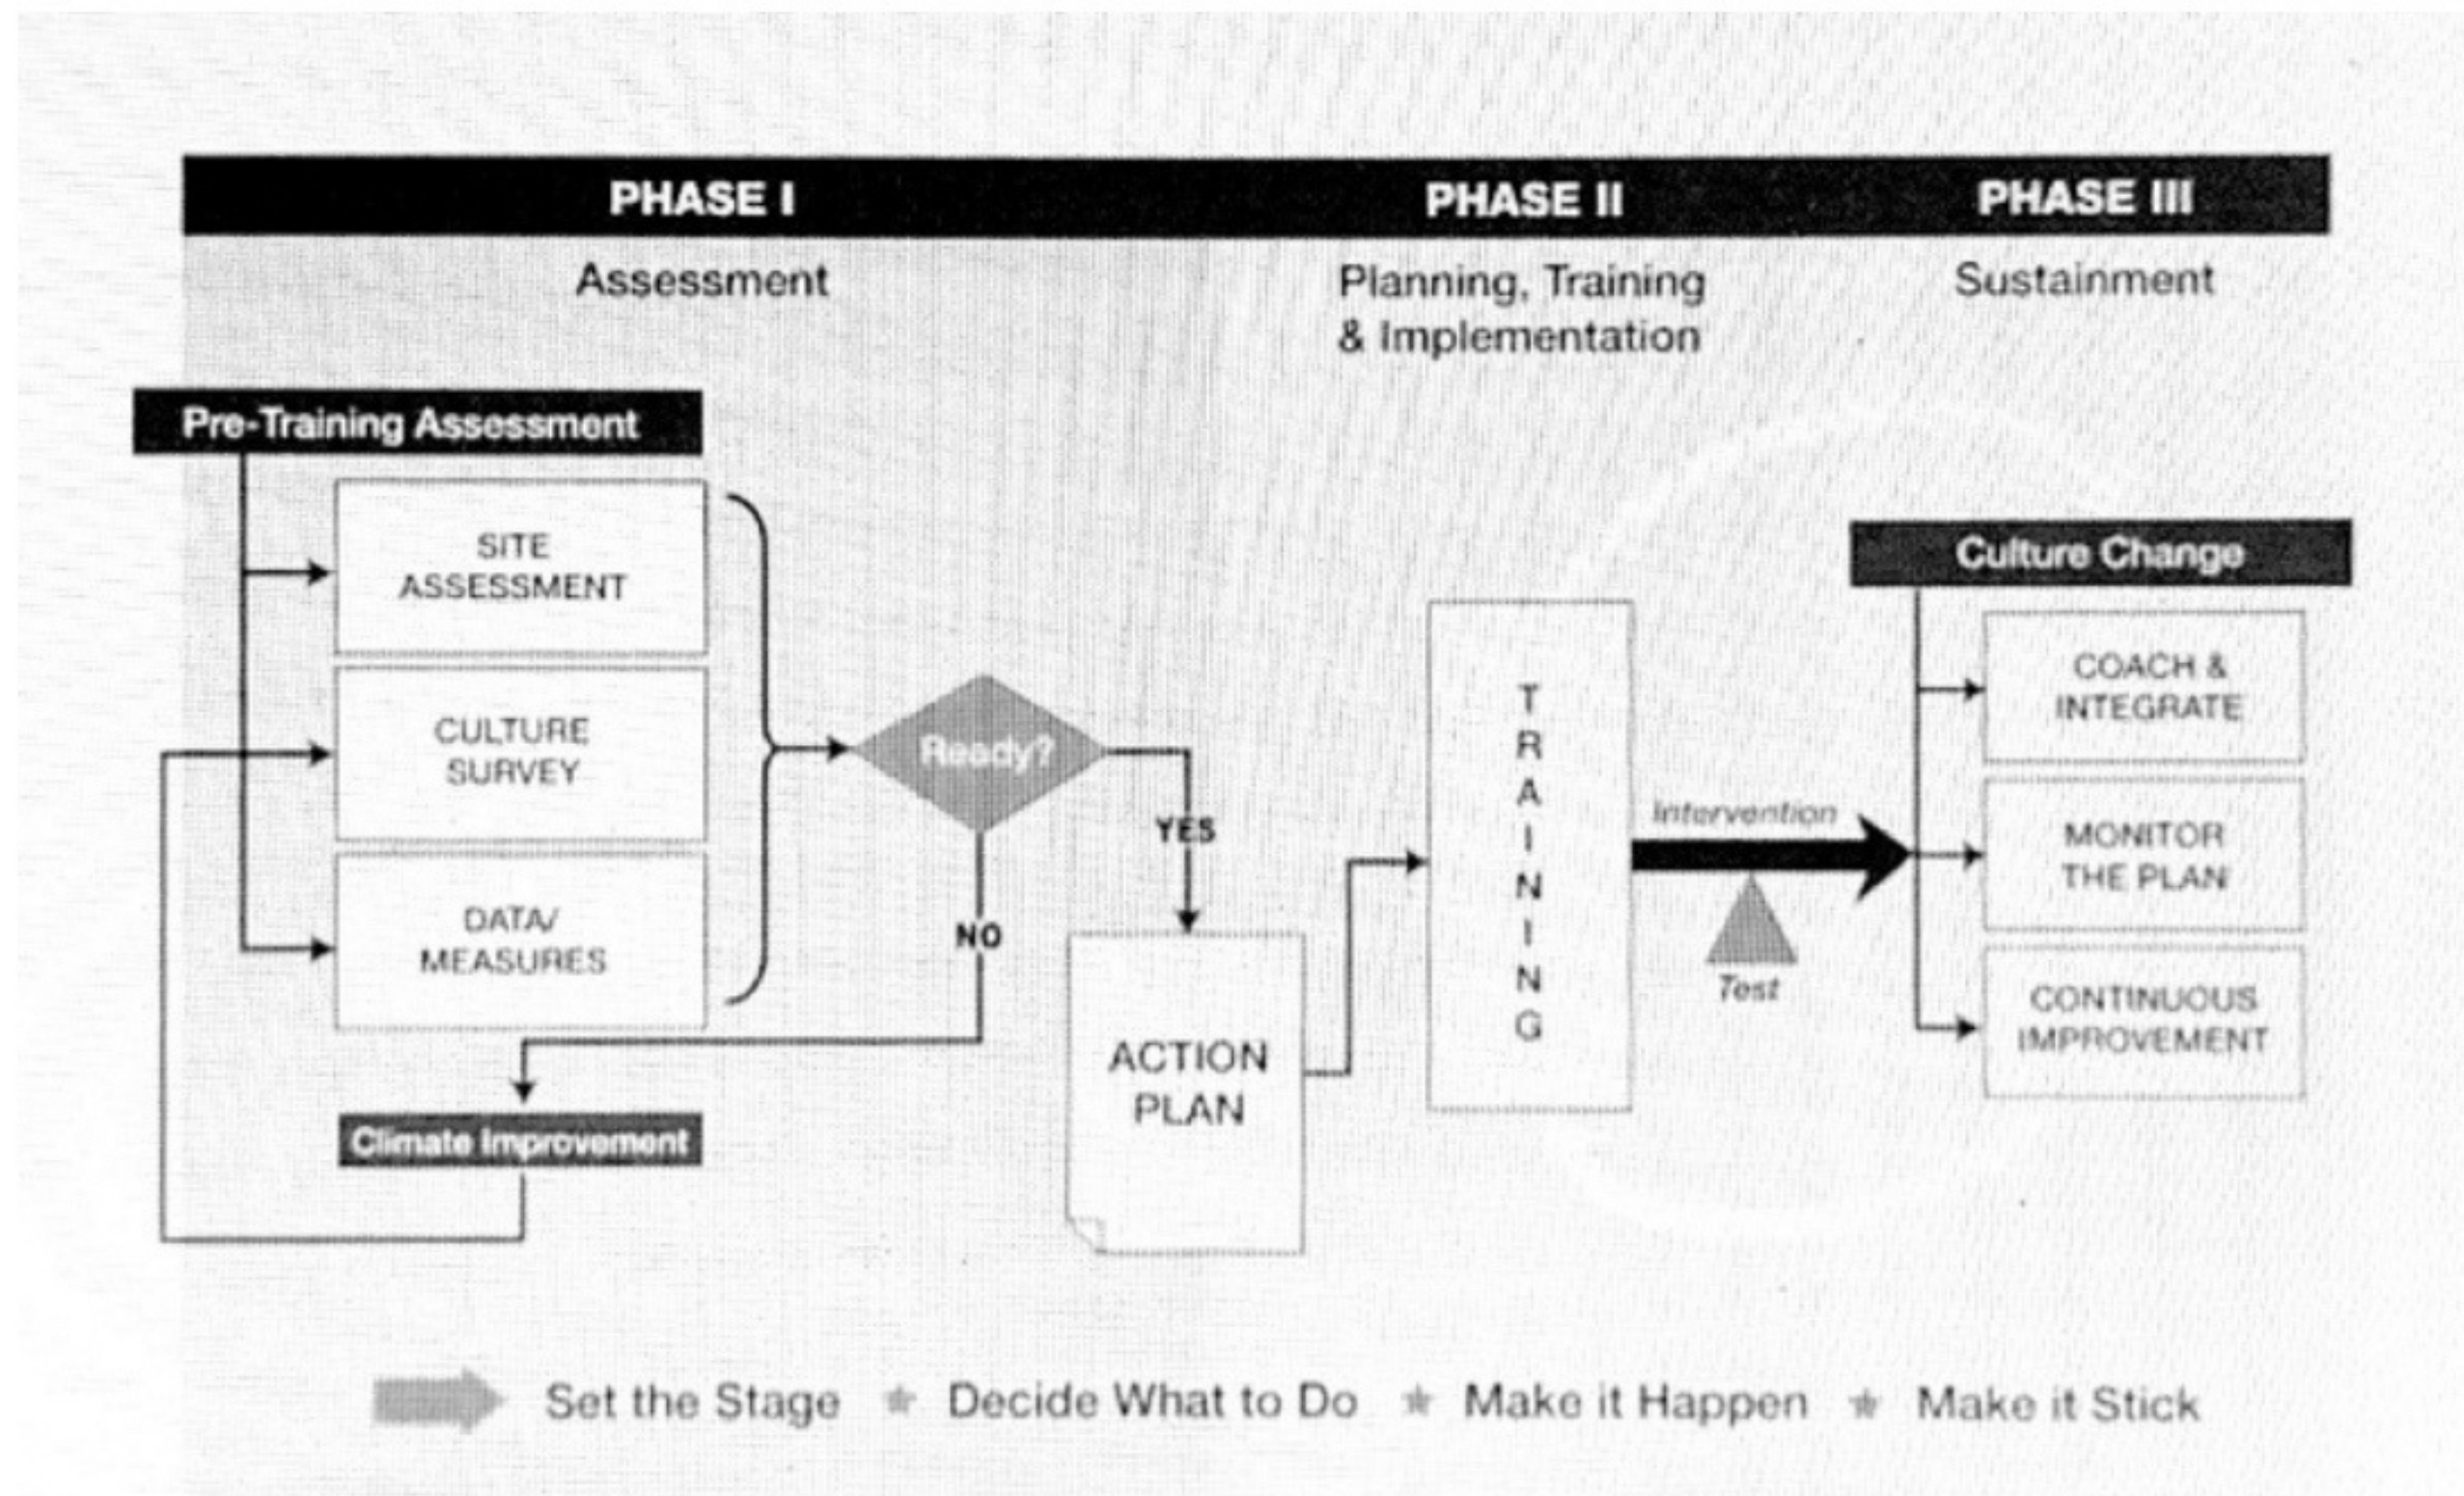 PHASE I
PHASE II
PHASE III
Assessment
Planning, Training
& Implementation
Sustainment
Pre-Training Assessment
SITE
ASSESSMENT
CULTURE
SURVEY
DATA/
MEASURES
Ready?
YES
NO
Climate Improvement
ACTION
PLAN
TRAINING
Intervention
Test
Culture Change
COACH &
INTEGRATE
MONITOR
THE PLAN
CONTINUOUS
IMPROVEMENT
Set the Stage * Decide What to Do * Make it Happen * Make it Stick